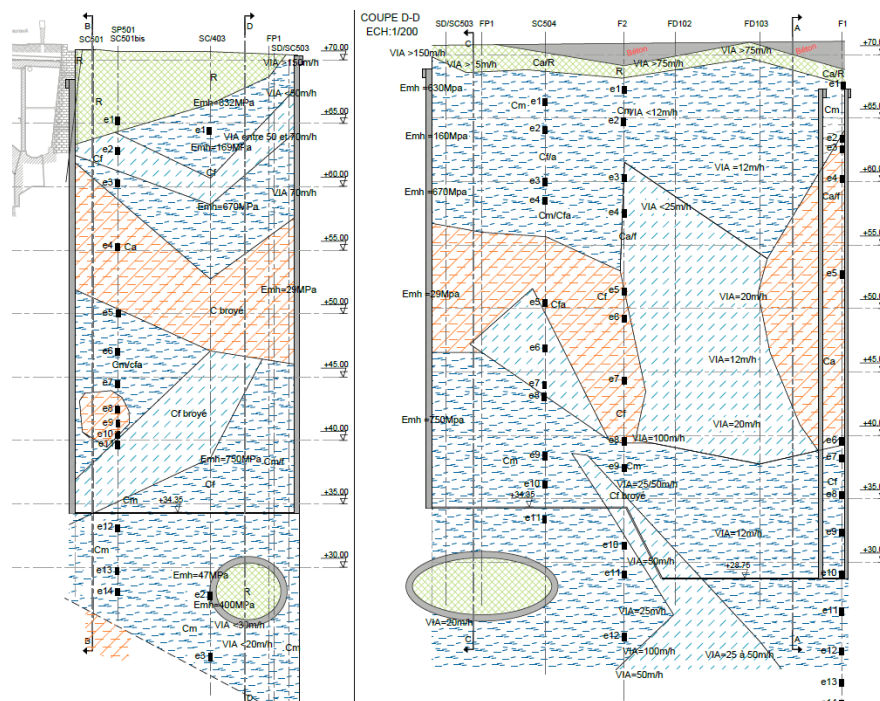 B
D
SP501
SC501
SC501bis
SC/403
FP1
SD/SC503
+70.00
VIA >150m/h
R
R
R
VIA <80m/h
Emh=832MPa
+65.00
e1
e1
VIA entre 50 et 70m/h
Emh=169MPa
e2
Cf
Cf
+60.00
e3
VIA 70m/h
Emh=670MPa
+55.00
e4
Ca
Emh=29MPa
+50.00
e5
C broyé
e6
+45.00
Cm/cfa
e7
e8
Cf broyé
e9
e10
+40.00
e11
Emh=750MPa
Cm/f
Cf
+35.00
Cm
+34.35
e12
Cm
+30.00
e13
Emh=47MPa
e14
e2
R
Emh=400MPa
Cm
VIA <30m/h
VIA <20m/h
Cm
B
e3
D
COUPE D-D
ECH:1/200
SD/SC503
FP1
SC504
F2
FD102
FD103
A
F1
C
+70.00
VIA >150m/h
Béton
Béton
VIA >15m/h
Ca/R
VIA >75m/h
VIA >75m/h
R
Ca/R
Emh =630MPa
e1
e1
Cm
Cm
VIA <12m/h
Cm
+65.00
e2
e2
Emh =160Mpa
e2
e3
Cf/a
VIA =12m/h
+60.00
e3
e3
e4
Emh =670Mpa
e4
e4
VIA <25m/h
Ca/f
Cm/Cfa
Ca/f
+55.00
e5
Emh =29Mpa
e5
Cfa
Cf
e5
VIA=20m/h
+50.00
e6
e6
VIA=12m/h
+45.00
Ca
e7
e7
e8
Emh =750Mpa
Cf
VIA=20m/h
+40.00
e8
VIA=100m/h
e6
e9
e7
Cm
e9
Cm
e10
VIA=25/50m/h
Cf
+35.00
+34.35
Cf broyé
e8
e11
VIA=12m/h
e9
e10
+30.00
VIA=50m/h
+28.75
e11
e10
VIA=25m/h
e11
VIA=20m/h
e12
C
VIA=100m/h
VIA=25 à 50m/h
A
e12
VIA=50m/h
e13